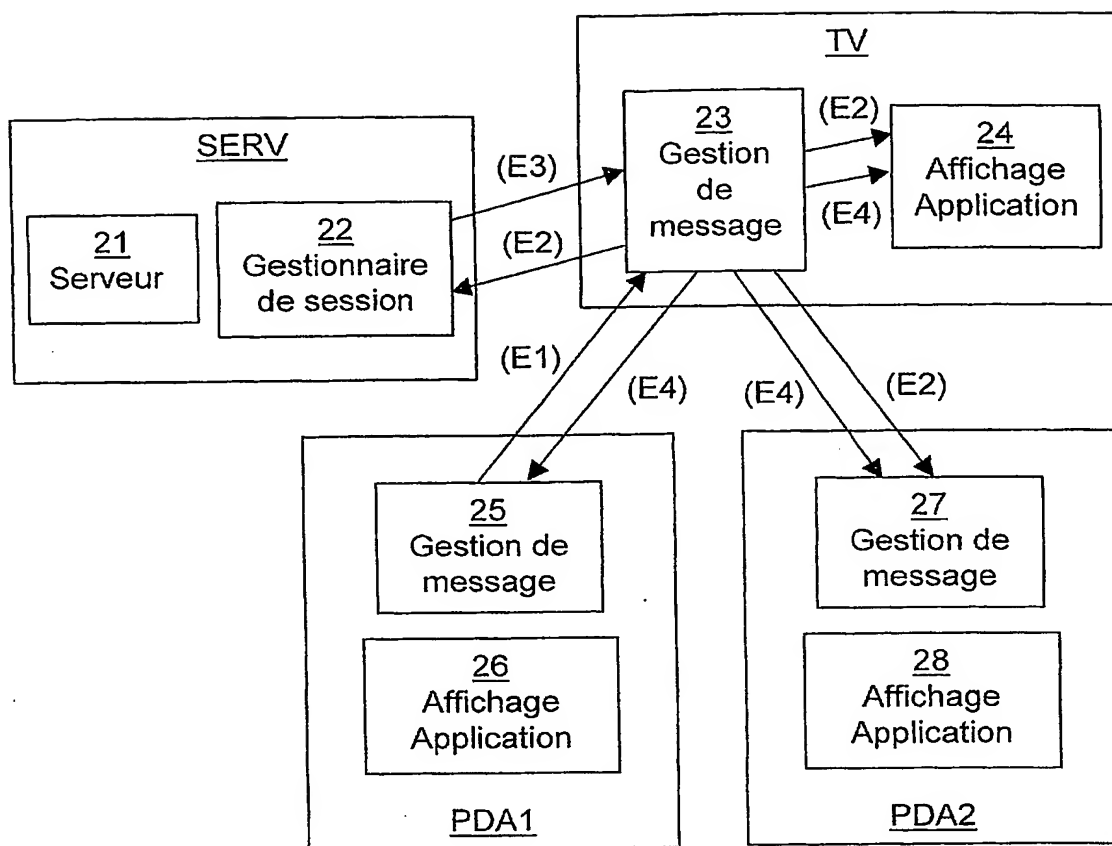 TV
SERV
23
Gestion
de
message
(E2)
(E4)
24
Affichage
Application
(E3)
(E2)
21
Serveur
22
Gestionnaire
de session
(E1)
(E4)
(E4)
(E2)
25
Gestion de
message
26
Affichage
Application
PDA1
27
Gestion de
message
28
Affichage
Application
PDA2